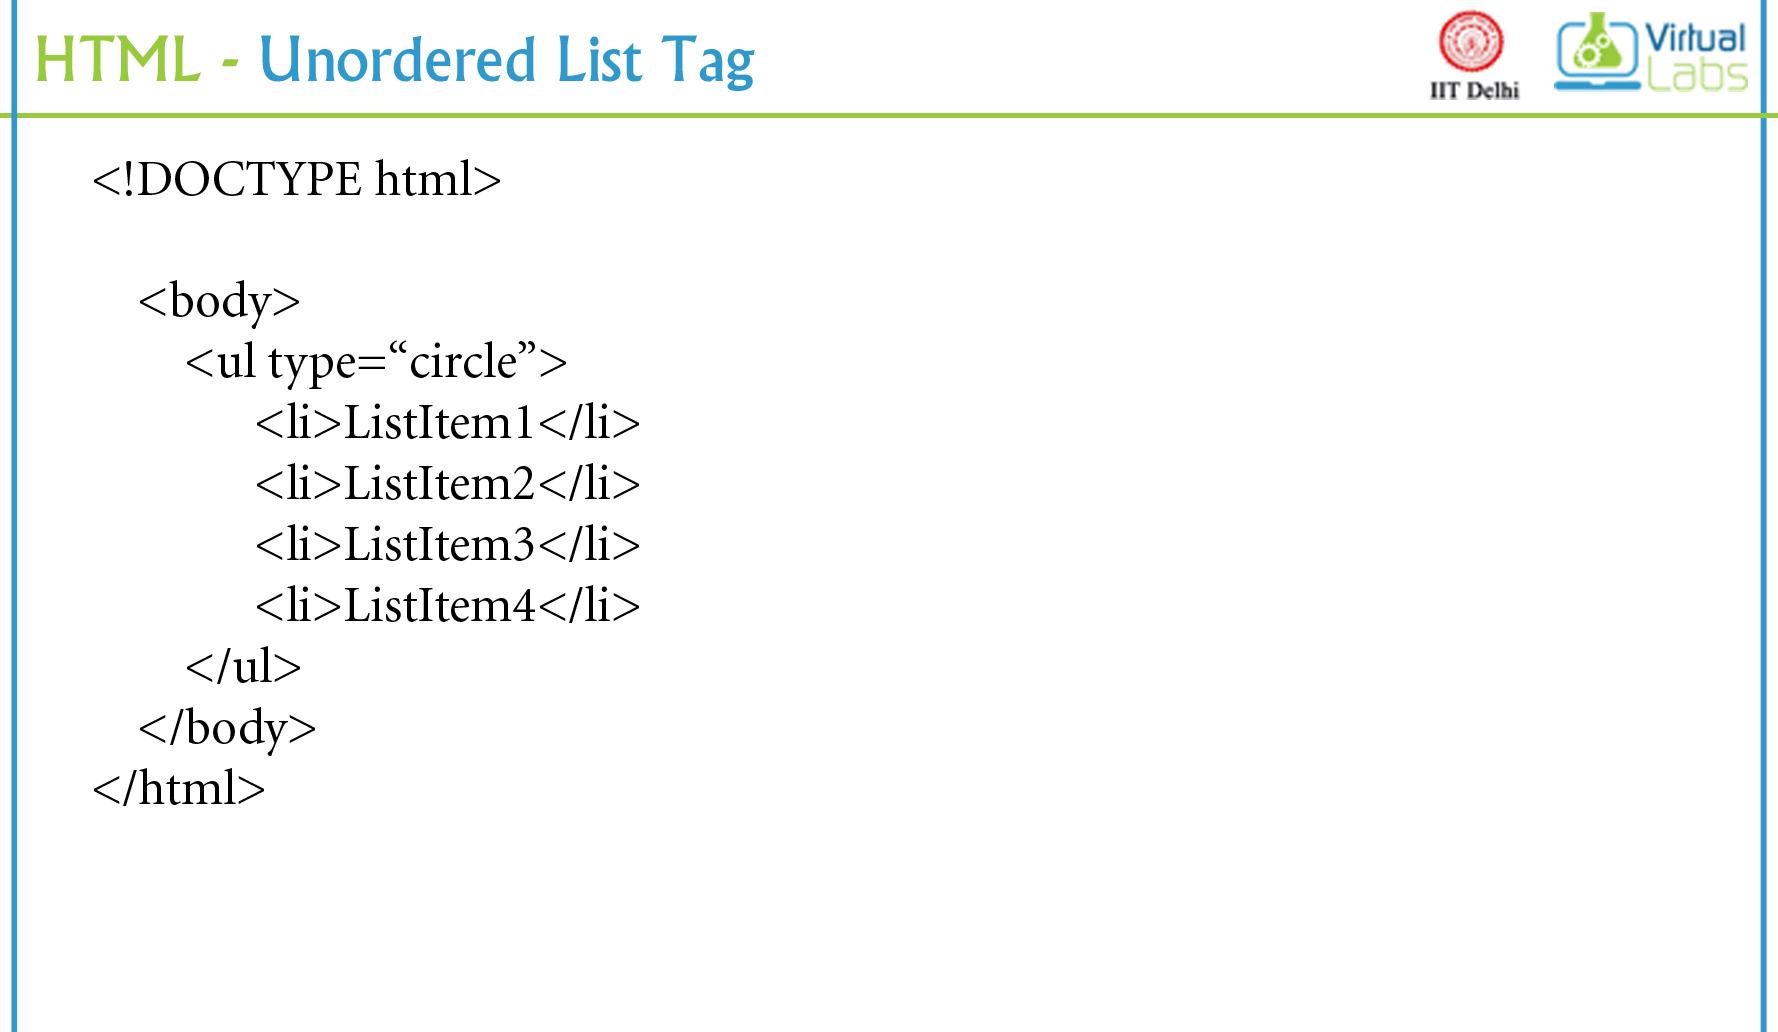 HTML - Unordered List Tag
IIT Delhi
Virtual
Labs
<!DOCTYPE html>
<body>
<ul type=“circle”>
<li>ListItem1</li>
<li>ListItem2</li>
<li>ListItem3</li>
<li>ListItem4</li>
</ul>
</body>
</html>